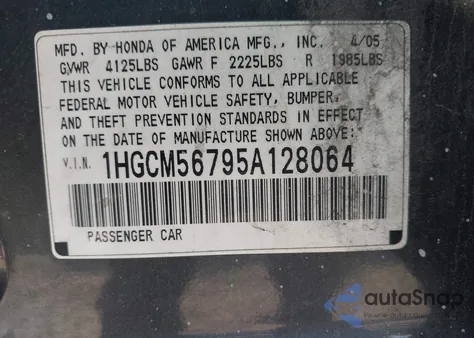 MFD. BY HONDA OF AMERICA MFG., INC. 4/05
GVWR 4125LBS GAWR F 2225LBS R 1985LBS
THIS VEHICLE CONFORMS TO ALL APPLICABLE
FEDERAL MOTOR VEHICLE SAFETY, BUMPER,
AND THEFT PREVENTION STANDARDS IN EFFECT
ON THE DATE OF MANUFACTURE SHOWN ABOVE:
V.I.N. 1HGCM56795A128064
PASSENGER CAR
autaSnap